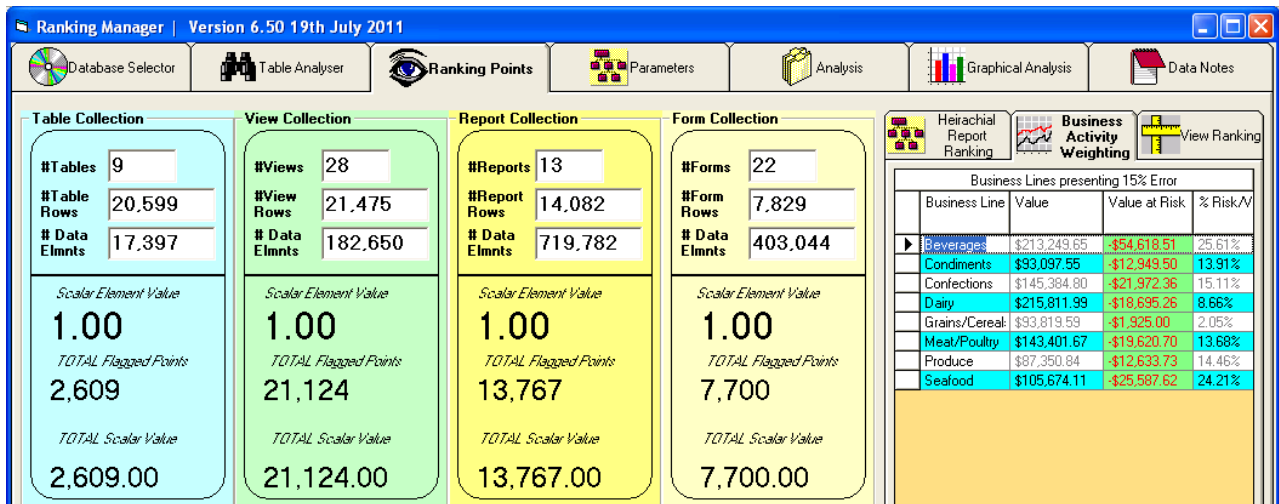 Ranking Manager | Version 6.50 19th July 2011
Database Selector
Table Analyser
Ranking Points
Parameters
Analysis
Graphical Analysis
Data Notes
Table Collection
#Tables 9
#Table Rows 20,599
# Data Elmnts 17,397
Scalar Element Value
1.00
TOTAL Flagged Points
2,609
TOTAL Scalar Value
2,609.00
View Collection
#Views 28
#View Rows 21,475
# Data Elmnts 182,650
Scalar Element Value
1.00
TOTAL Flagged Points
21,124
TOTAL Scalar Value
21,124.00
Report Collection
#Reports 13
#Report Rows 14,082
# Data Elmnts 719,782
Scalar Element Value
1.00
TOTAL Flagged Points
13,767
TOTAL Scalar Value
13,767.00
Form Collection
#Forms 22
#Form Rows 7,829
# Data Elmnts 403,044
Scalar Element Value
1.00
TOTAL Flagged Points
7,700
TOTAL Scalar Value
7,700.00
Heirachial
Report
Ranking
Business
Activity
Weighting
View Ranking
Business Lines presenting 15% Error
Business Line Value Value at Risk % Risk/V
Beverages $213,249.65 -$54,618.51 25.61%
Condiments $93,097.55 -$12,949.50 13.91%
Confections $145,384.80 -$21,972.36 15.11%
Dairy $215,811.99 -$18,695.26 8.66%
Grains/Cereal: $93,819.59 -$1,925.00 2.05%
Meat/Poultry $143,401.67 -$19,620.70 13.68%
Produce $87,350.84 -$12,633.73 14.46%
Seafood $105,674.11 -$25,587.62 24.21%